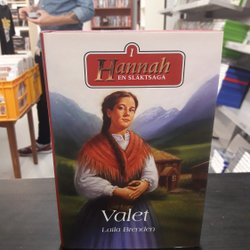 1
Hannah
EN SLÄKTSAGA
Valet
Laila Brenden